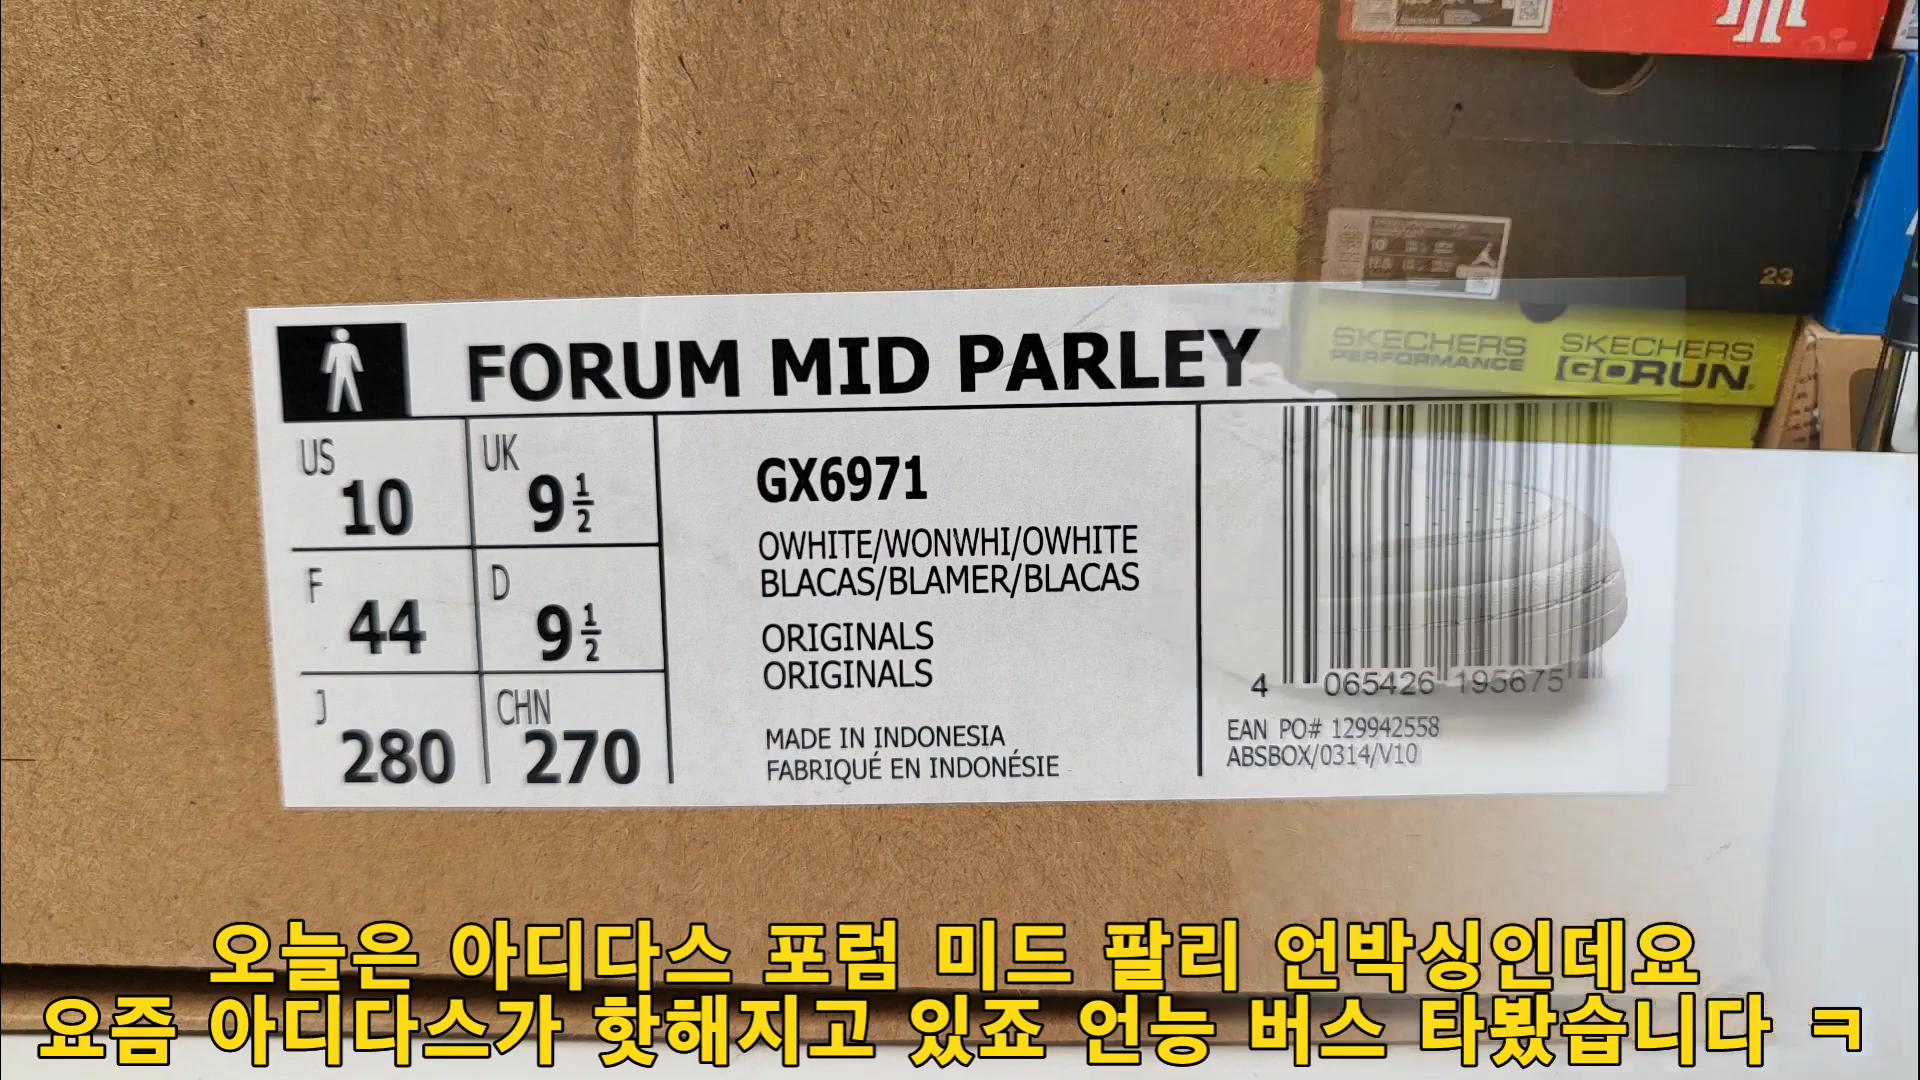 FORUM MID PARLEY
US 10
UK 9 1/2
F 44
D 9 1/2
J 280
CHN 270
GX6971
OWHITE/WONWHI/OWHITE
BLACAS/BLAMER/BLACAS
ORIGINALS
ORIGINALS
MADE IN INDONESIA
FABRIQUÉ EN INDONÉSIE
4 065426 195675
EAN PO# 129942558
ABSBOX/0314/V10
23
SKECHERS PERFORMANCE
SKECHERS GORUN
오늘은 아디다스 포럼 미드 팔리 언박싱인데요
요즘 아디다스가 핫해지고 있죠 언능 버스 타봤습니다 ㅋ